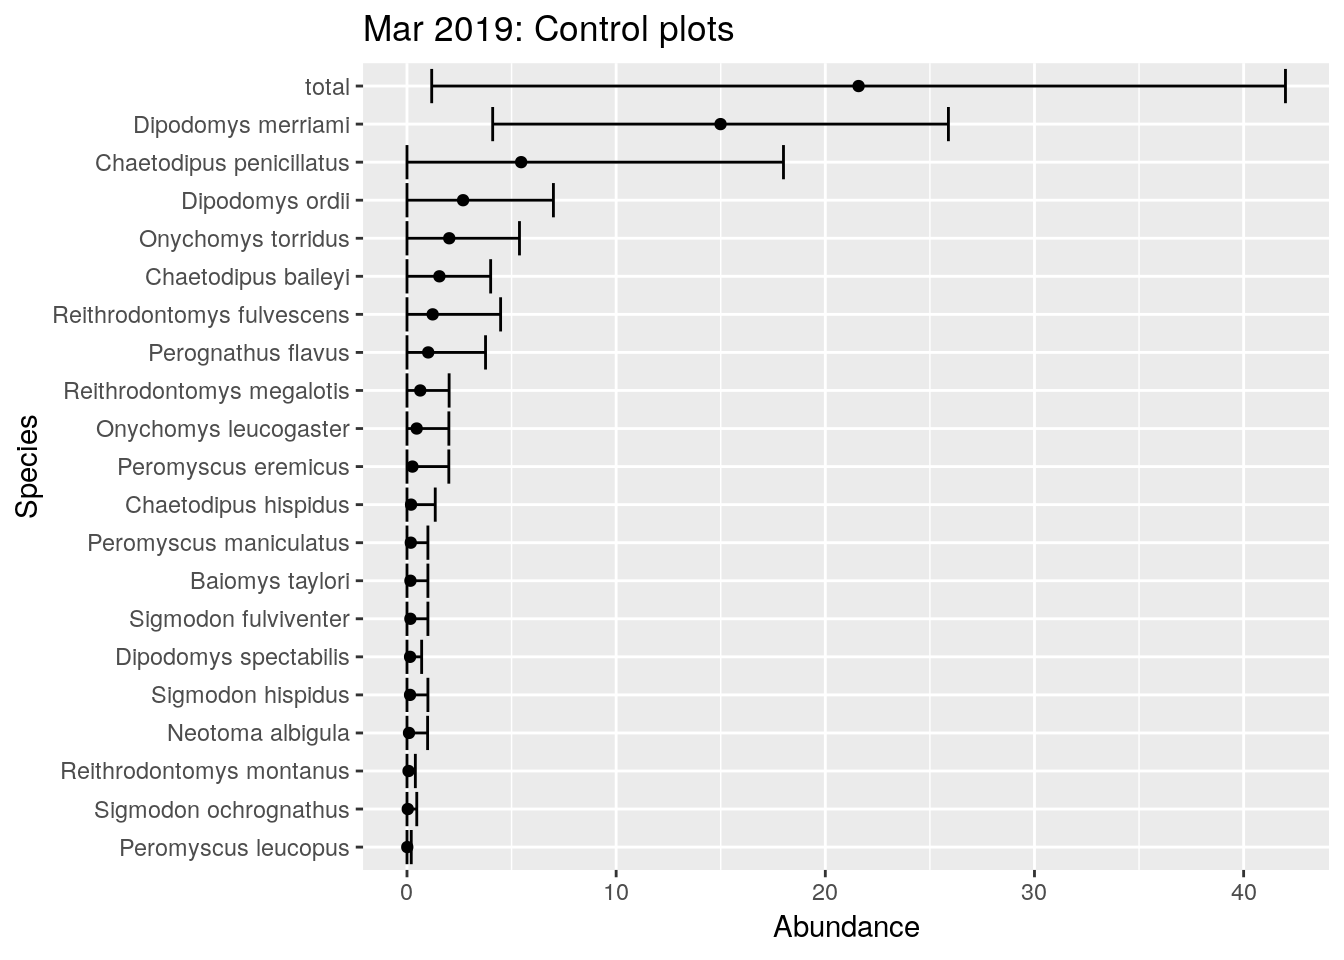 Mar 2019: Control plots
total
Dipodomys merriami
Chaetodipus penicillatus
Dipodomys ordii
Onychomys torridus
Chaetodipus baileyi
Reithrodontomys fulvescens
Perognathus flavus
Reithrodontomys megalotis
Onychomys leucogaster
Peromyscus eremicus
Chaetodipus hispidus
Peromyscus maniculatus
Baiomys taylori
Sigmodon fulviventer
Dipodomys spectabilis
Sigmodon hispidus
Neotoma albigula
Reithrodontomys montanus
Sigmodon ochrognathus
Peromyscus leucopus
Species
0 10 20 30 40
Abundance